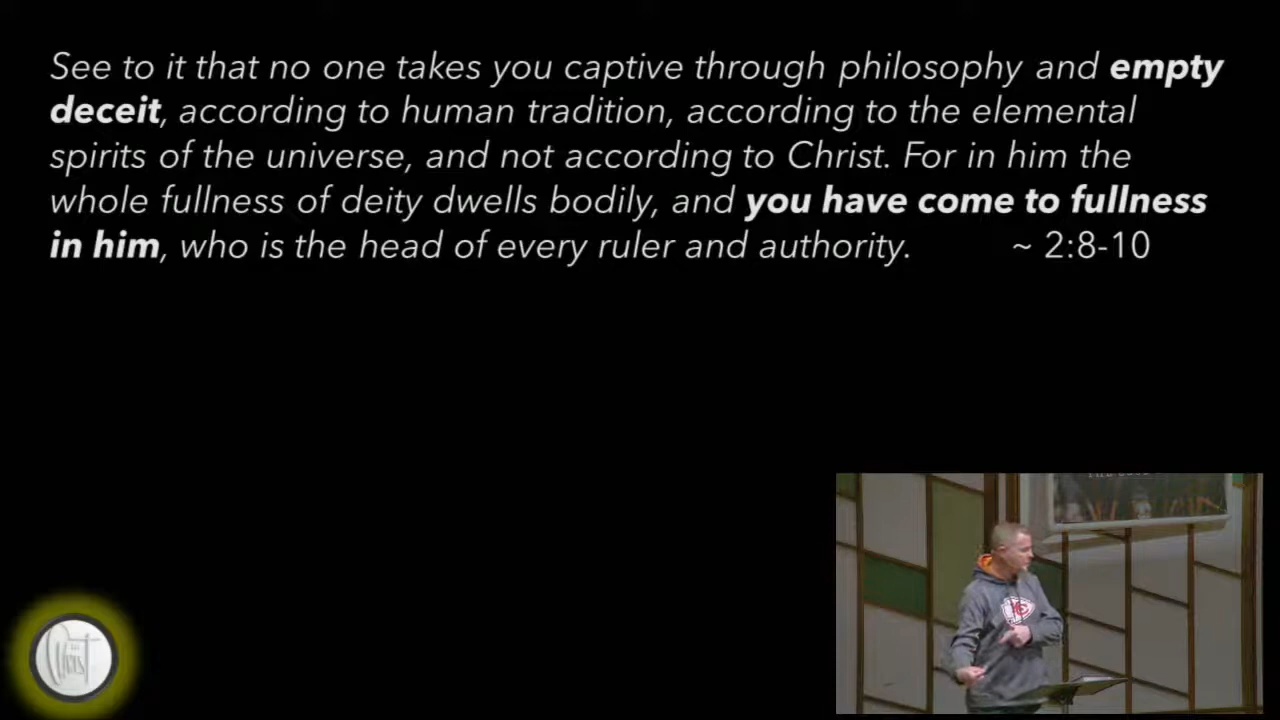 See to it that no one takes you captive through philosophy and empty
deceit, according to human tradition, according to the elemental
spirits of the universe, and not according to Christ. For in him the
whole fullness of deity dwells bodily, and you have come to fullness
in him, who is the head of every ruler and authority. ~ 2:8-10
KC